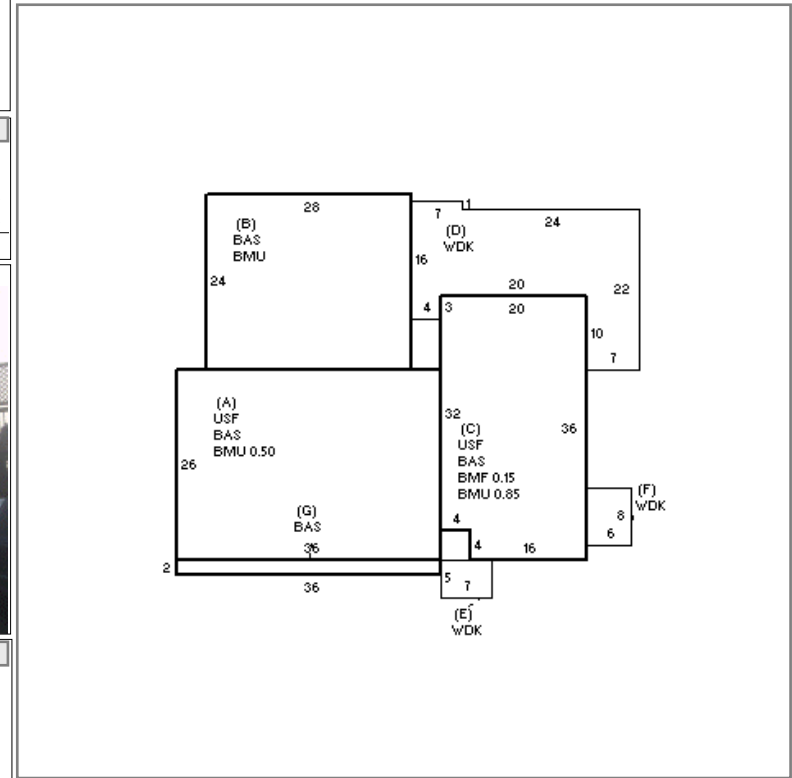 28
(B)
BAS
BMU
24
7
1
24
(D)
WDK
16
20
22
4
3
20
10
7
(A)
USF
BAS
BMU 0.50
26
32
(C)
USF
BAS
BMF 0.15
BMU 0.85
36
(G)
BAS
36
4
4
16
(F)
WDK
8
6
2
36
5
7
(E)
WDK